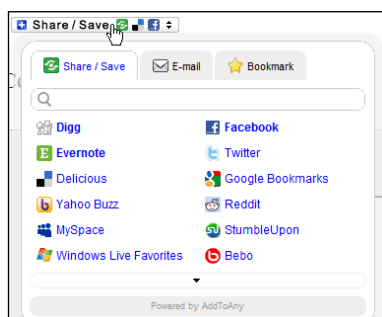 Share / Save
Share / Save E-mail Bookmark
Digg Facebook
Evernote Twitter
Delicious Google Bookmarks
Yahoo Buzz Reddit
MySpace StumbleUpon
Windows Live Favorites Bebo
Powered by AddToAny